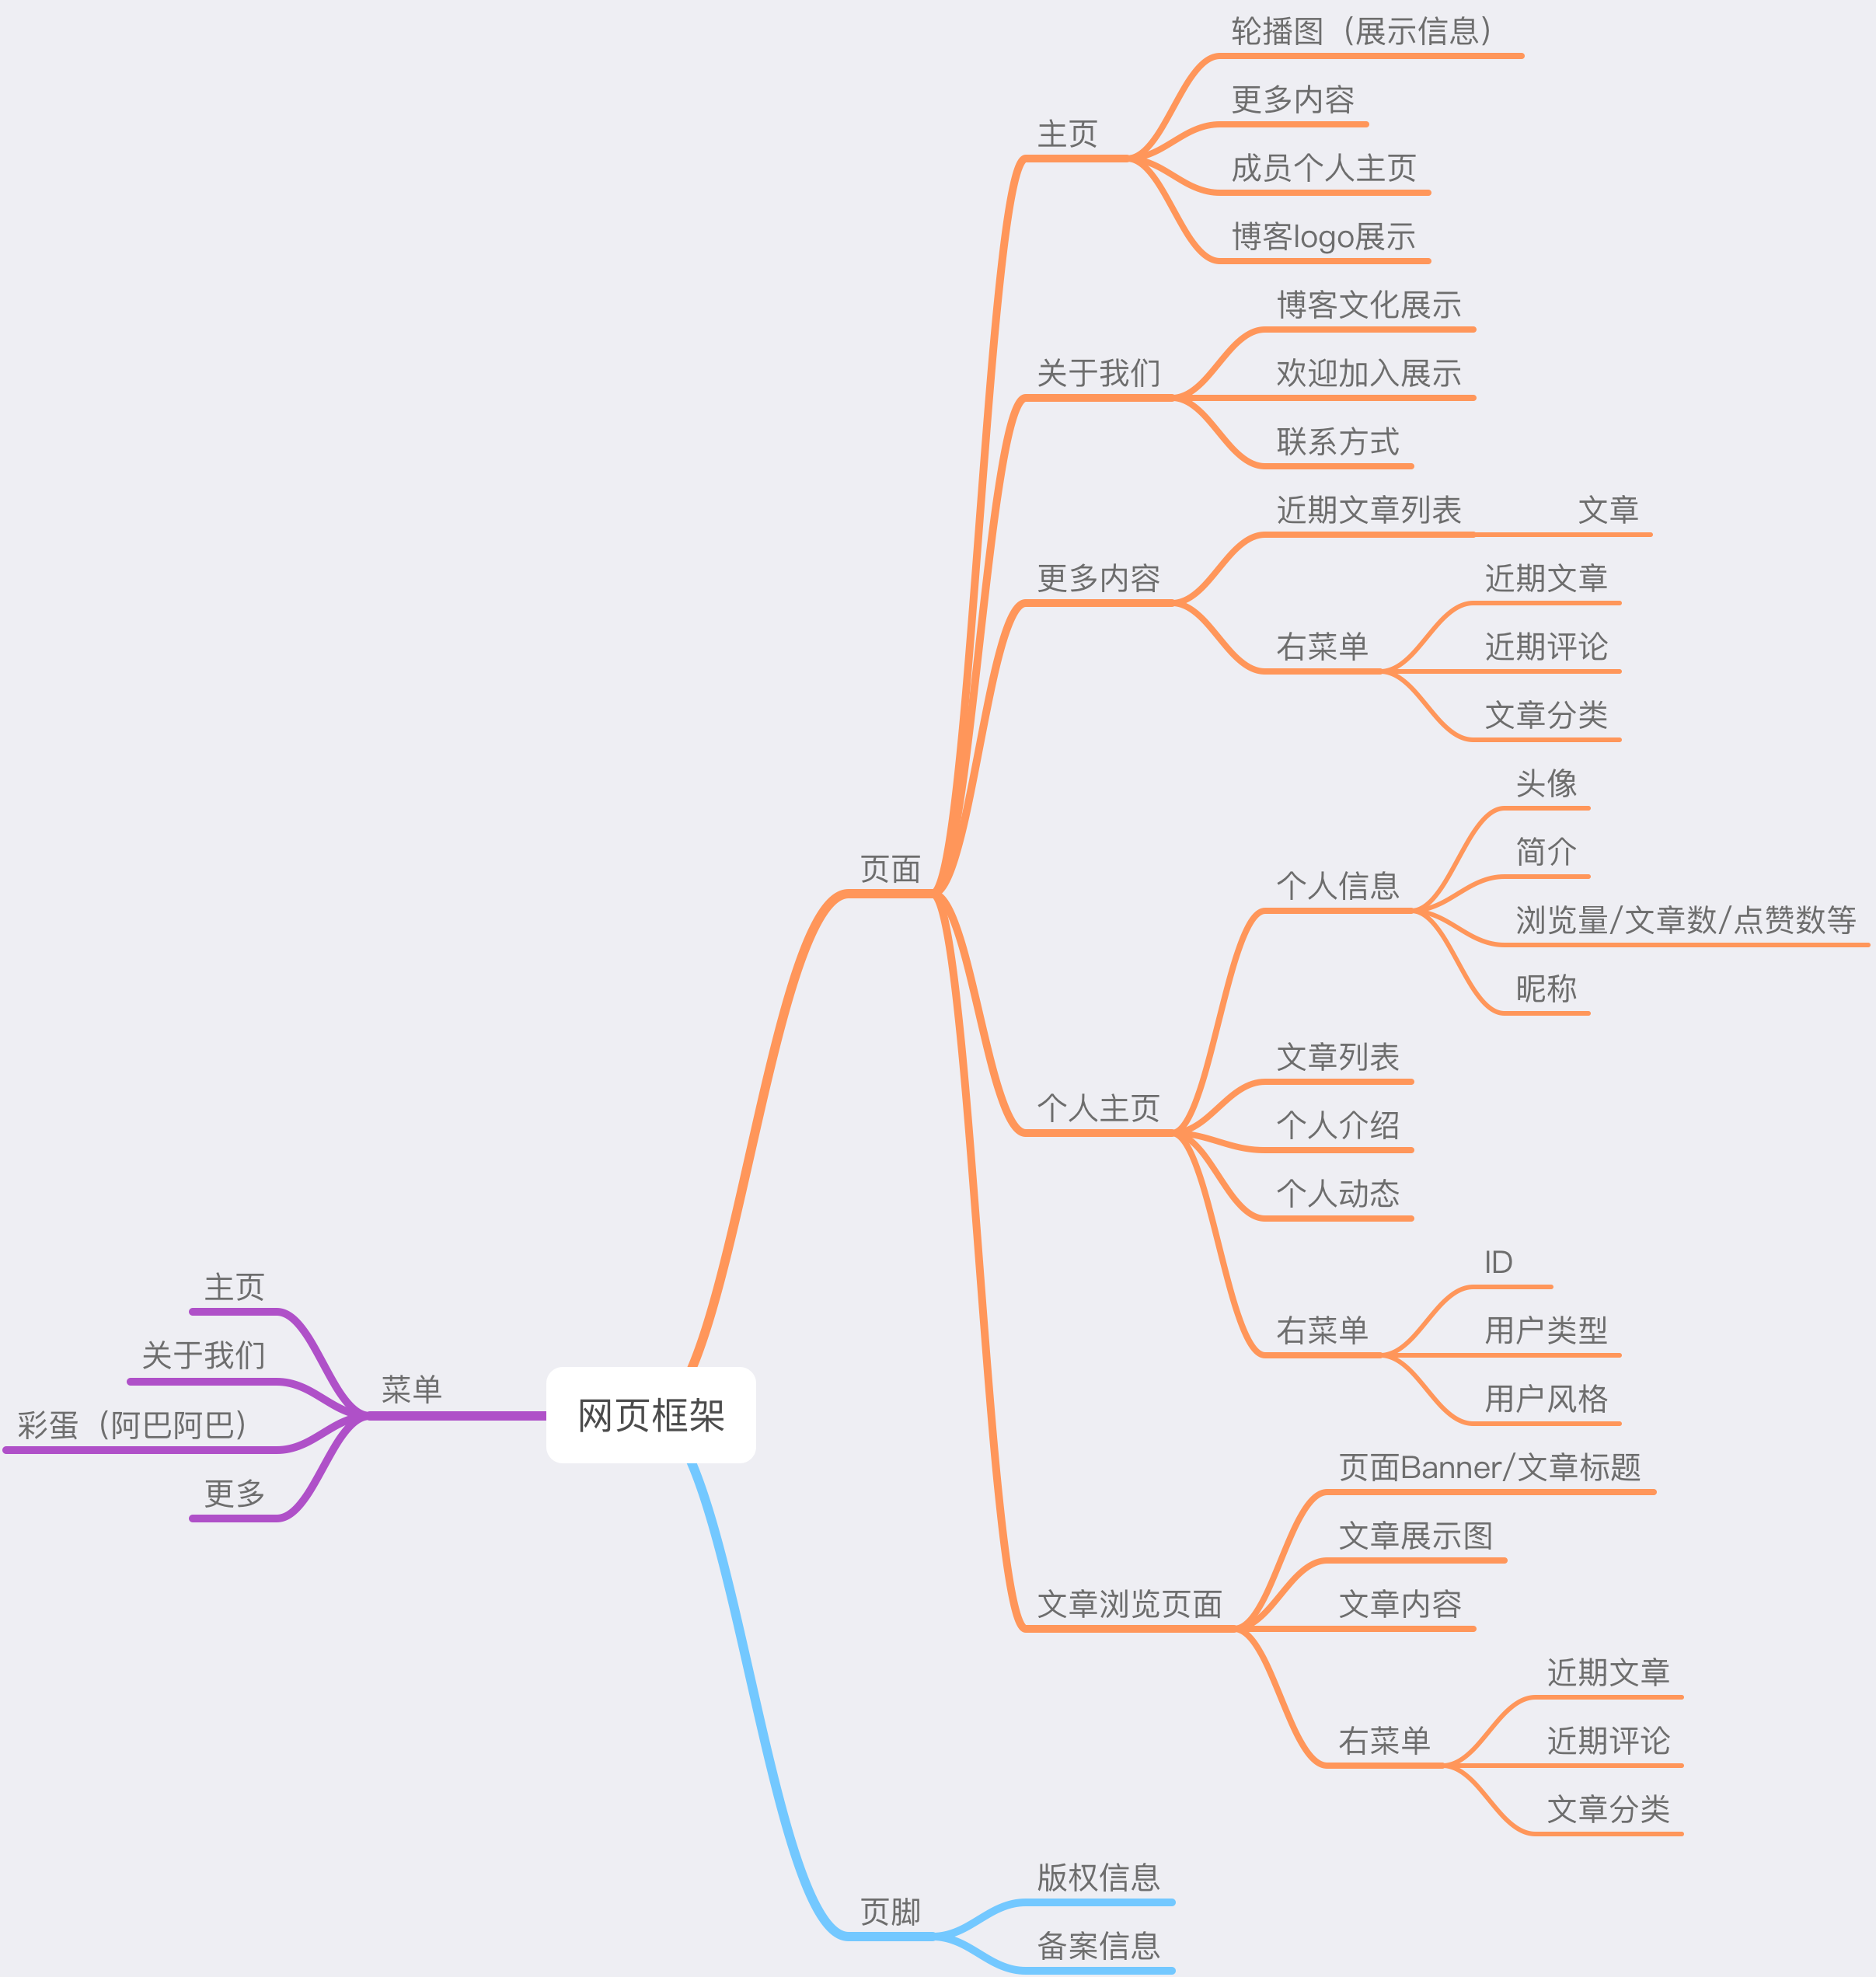 网页框架
页面
主页
轮播图（展示信息）
更多内容
成员个人主页
博客logo展示
关于我们
博客文化展示
欢迎加入展示
联系方式
更多内容
近期文章列表
文章
右菜单
近期文章
近期评论
文章分类
个人主页
个人信息
头像
简介
浏览量/文章数/点赞数等
昵称
文章列表
个人介绍
个人动态
右菜单
ID
用户类型
用户风格
文章浏览页面
页面Banner/文章标题
文章展示图
文章内容
右菜单
近期文章
近期评论
文章分类
页脚
版权信息
备案信息
菜单
主页
关于我们
彩蛋（阿巴阿巴）
更多